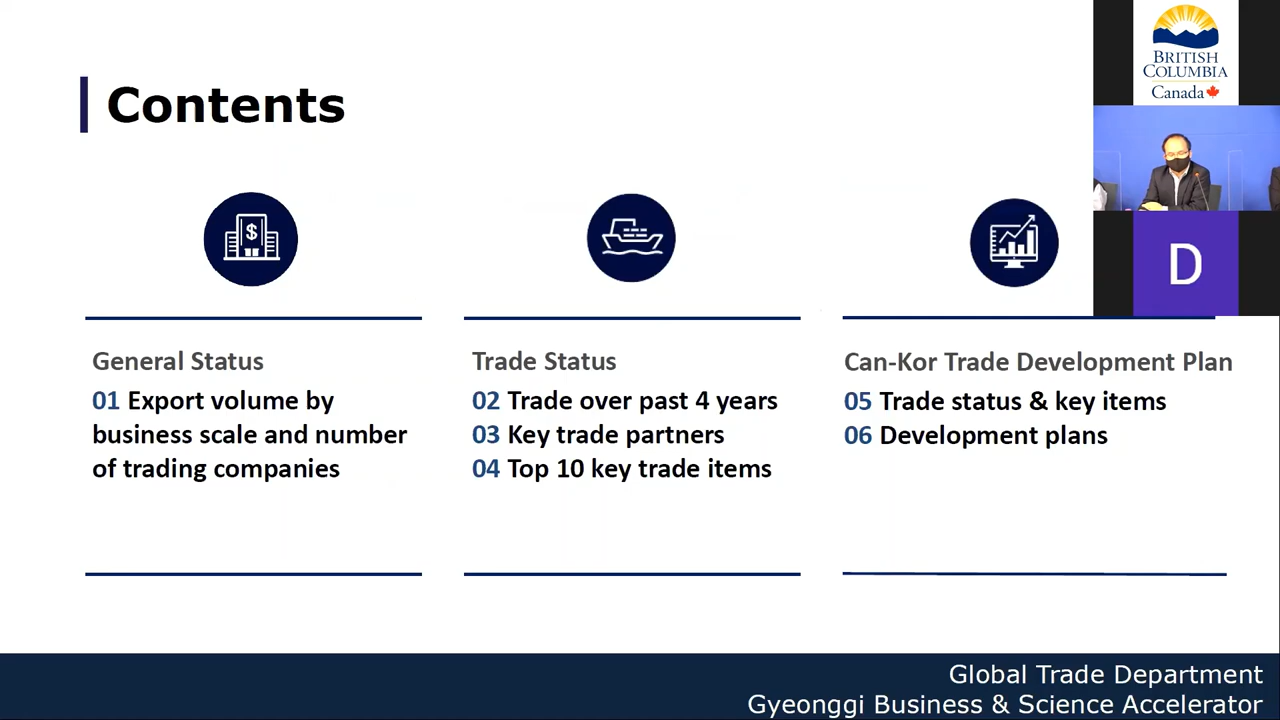 Contents
BRITISH
COLUMBIA
Canada
$
D
General Status
01 Export volume by
business scale and number
of trading companies
Trade Status
02 Trade over past 4 years
03 Key trade partners
04 Top 10 key trade items
Can-Kor Trade Development Plan
05 Trade status & key items
06 Development plans
Global Trade Department
Gyeonggi Business & Science Accelerator